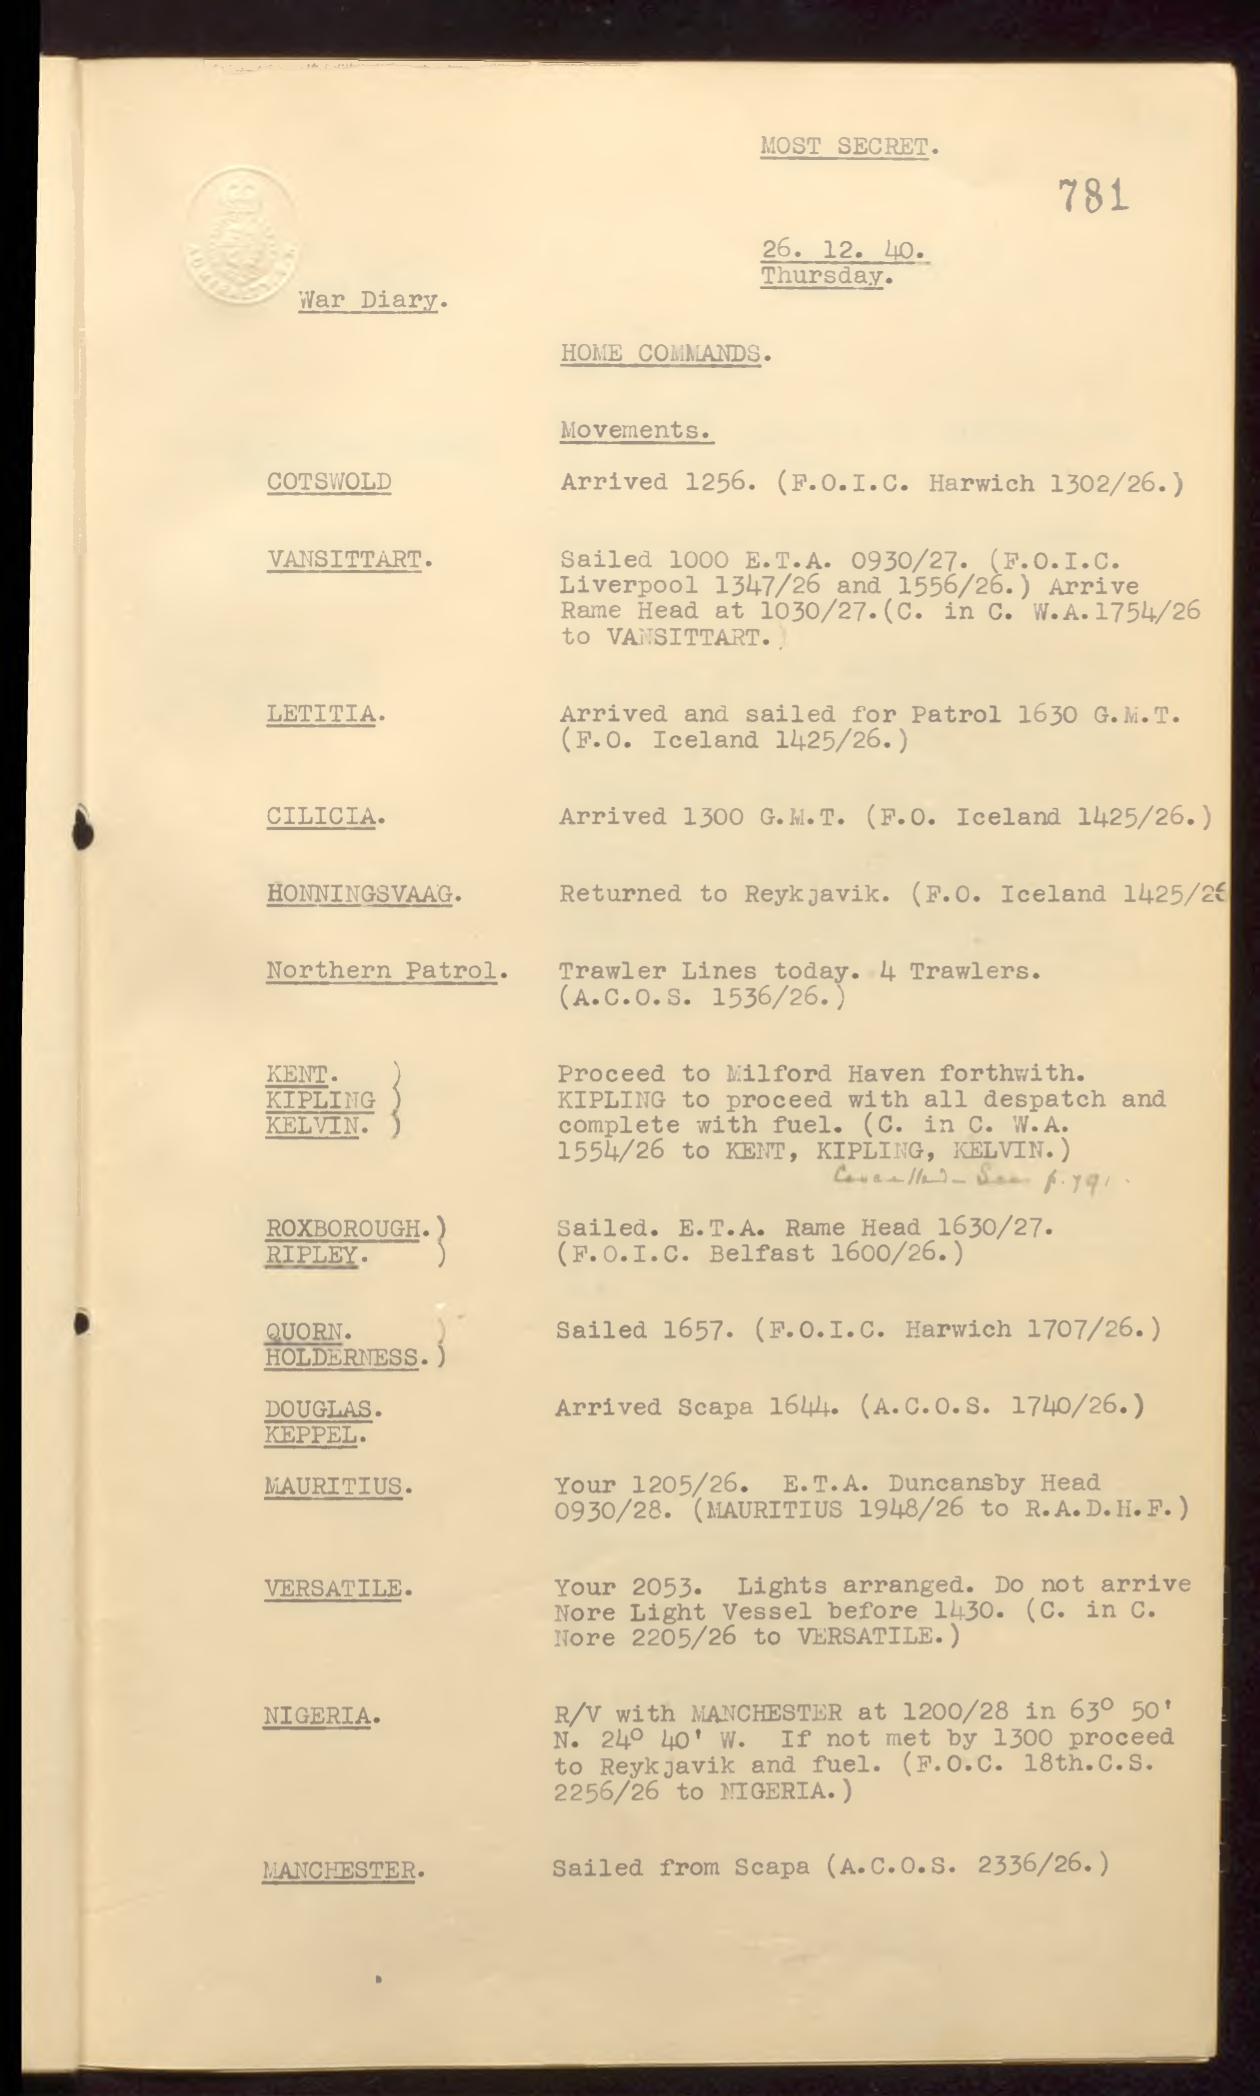 MOST SECRET.
781
26. 12. 40.
Thursday.
War Diary.
HOME COMMANDS.
Movements.
COTSWOLD Arrived 1256. (F.O.I.C. Harwich 1302/26.)
VANSITTART. Sailed 1000 E.T.A. 0930/27. (F.O.I.C.
Liverpool 1347/26 and 1556/26.) Arrive
Rame Head at 1030/27.(C. in C. W.A.1754/26
to VANSITTART.)
LETITIA. Arrived and sailed for Patrol 1630 G.M.T.
(F.O. Iceland 1425/26.)
CILICIA. Arrived 1300 G.M.T. (F.O. Iceland 1425/26.)
HONNINGSVAAG. Returned to Reykjavik. (F.O. Iceland 1425/26
Northern Patrol. Trawler Lines today. 4 Trawlers.
(A.C.O.S. 1536/26.)
KENT. ) Proceed to Milford Haven forthwith.
KIPLING ) KIPLING to proceed with all despatch and
KELVIN. ) complete with fuel. (C. in C. W.A.
1554/26 to KENT, KIPLING, KELVIN.)
Cancelled - See p. 791.
ROXBOROUGH.) Sailed. E.T.A. Rame Head 1630/27.
RIPLEY. ) (F.O.I.C. Belfast 1600/26.)
QUORN. ) Sailed 1657. (F.O.I.C. Harwich 1707/26.)
HOLDERNESS.)
DOUGLAS. Arrived Scapa 1644. (A.C.O.S. 1740/26.)
KEPPEL.
MAURITIUS. Your 1205/26. E.T.A. Duncansby Head
0930/28. (MAURITIUS 1948/26 to R.A.D.H.F.)
VERSATILE. Your 2053. Lights arranged. Do not arrive
Nore Light Vessel before 1430. (C. in C.
Nore 2205/26 to VERSATILE.)
NIGERIA. R/V with MANCHESTER at 1200/28 in 63° 50'
N. 24° 40' W. If not met by 1300 proceed
to Reykjavik and fuel. (F.O.C. 18th.C.S.
2256/26 to NIGERIA.)
MANCHESTER. Sailed from Scapa (A.C.O.S. 2336/26.)